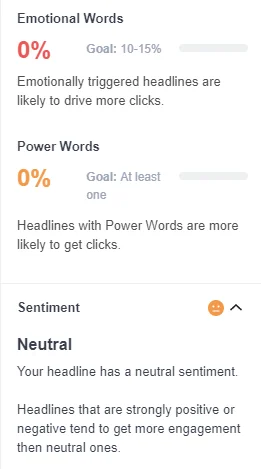 Emotional Words
0% Goal: 10-15%
Emotionally triggered headlines are
likely to drive more clicks.
Power Words
0% Goal: At least
one
Headlines with Power Words are more
likely to get clicks.
Sentiment
Neutral
Your headline has a neutral sentiment.
Headlines that are strongly positive or
negative tend to get more engagement
then neutral ones.